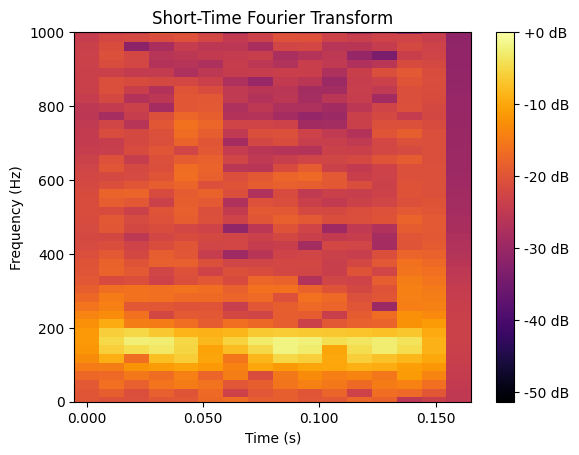 Short-Time Fourier Transform
1000
800
600
400
200
0
Frequency (Hz)
0.000
0.050
0.100
0.150
Time (s)
+0 dB
-10 dB
-20 dB
-30 dB
-40 dB
-50 dB